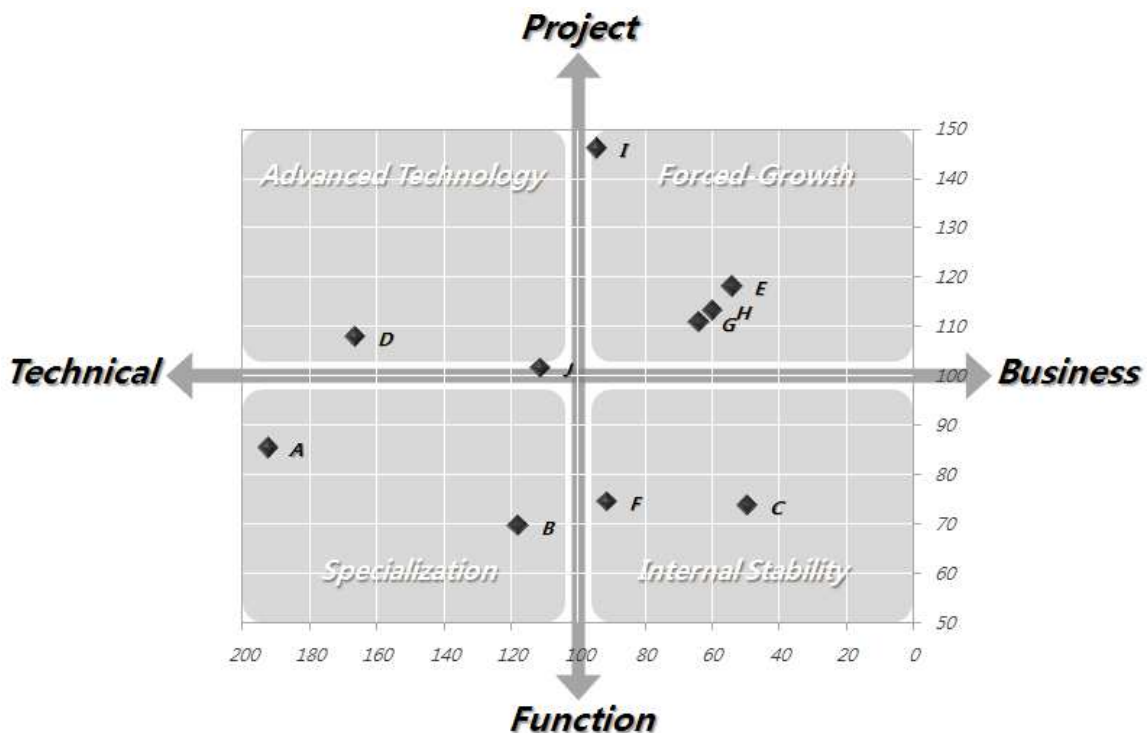 Project
150
I
Advanced Technology Forced-Growth
140
130
120
E
H
G
110
D
J
Technical 100 Business
90
A
80
F C
70
B
Specialization Internal Stability
60
50
200 180 160 140 120 100 80 60 40 20 0
Function